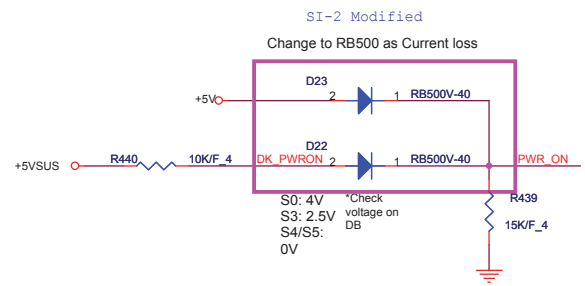 SI-2 Modified
Change to RB500 as Current loss
D23
+5V
2
1
RB500V-40
D22
+5VSUS
R440
10K/F_4
DK_PWRON
2
1
RB500V-40
PWR_ON
S0: 4V
S3: 2.5V
S4/S5:
0V
*Check
voltage on
DB
R439
15K/F_4